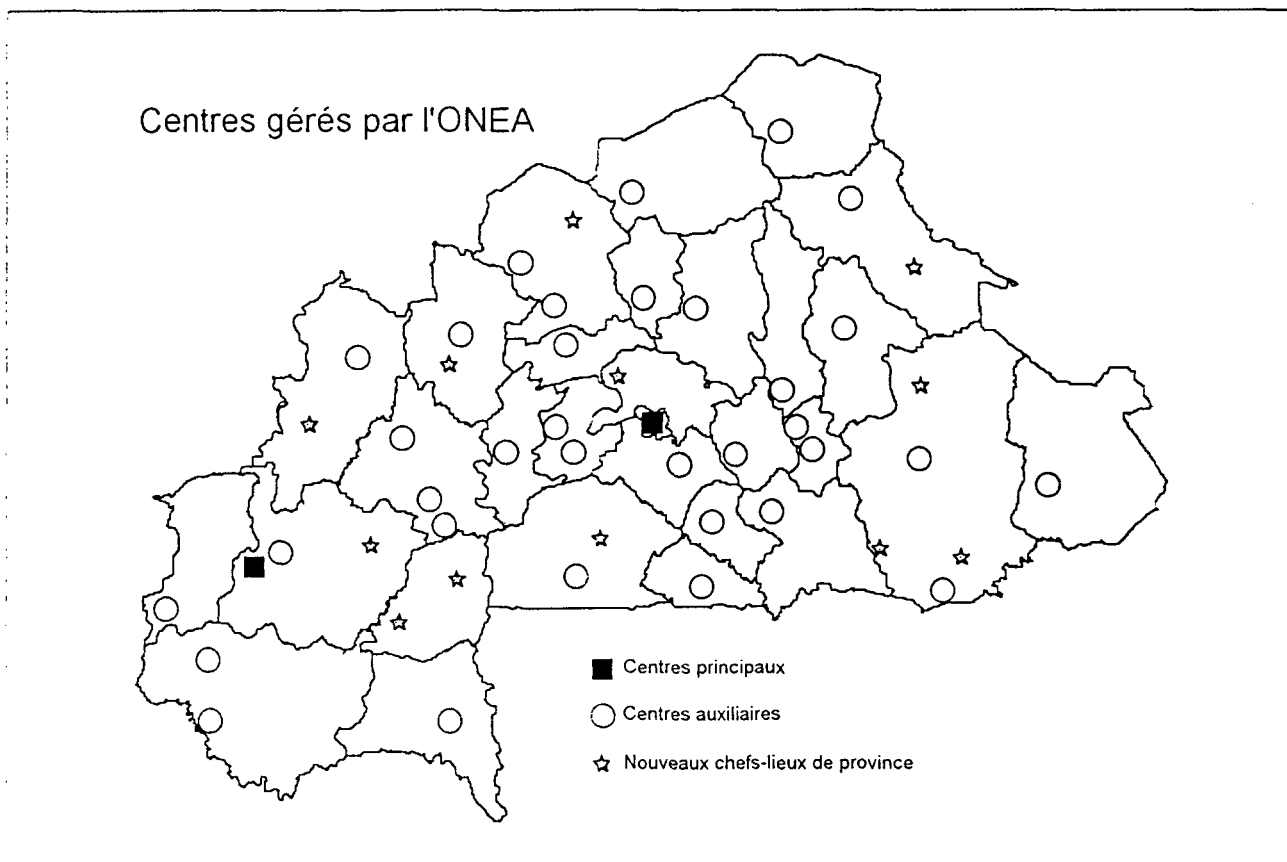 Centres gérés par l'ONEA
Centres principaux
Centres auxiliaires
Nouveaux chefs-lieux de province